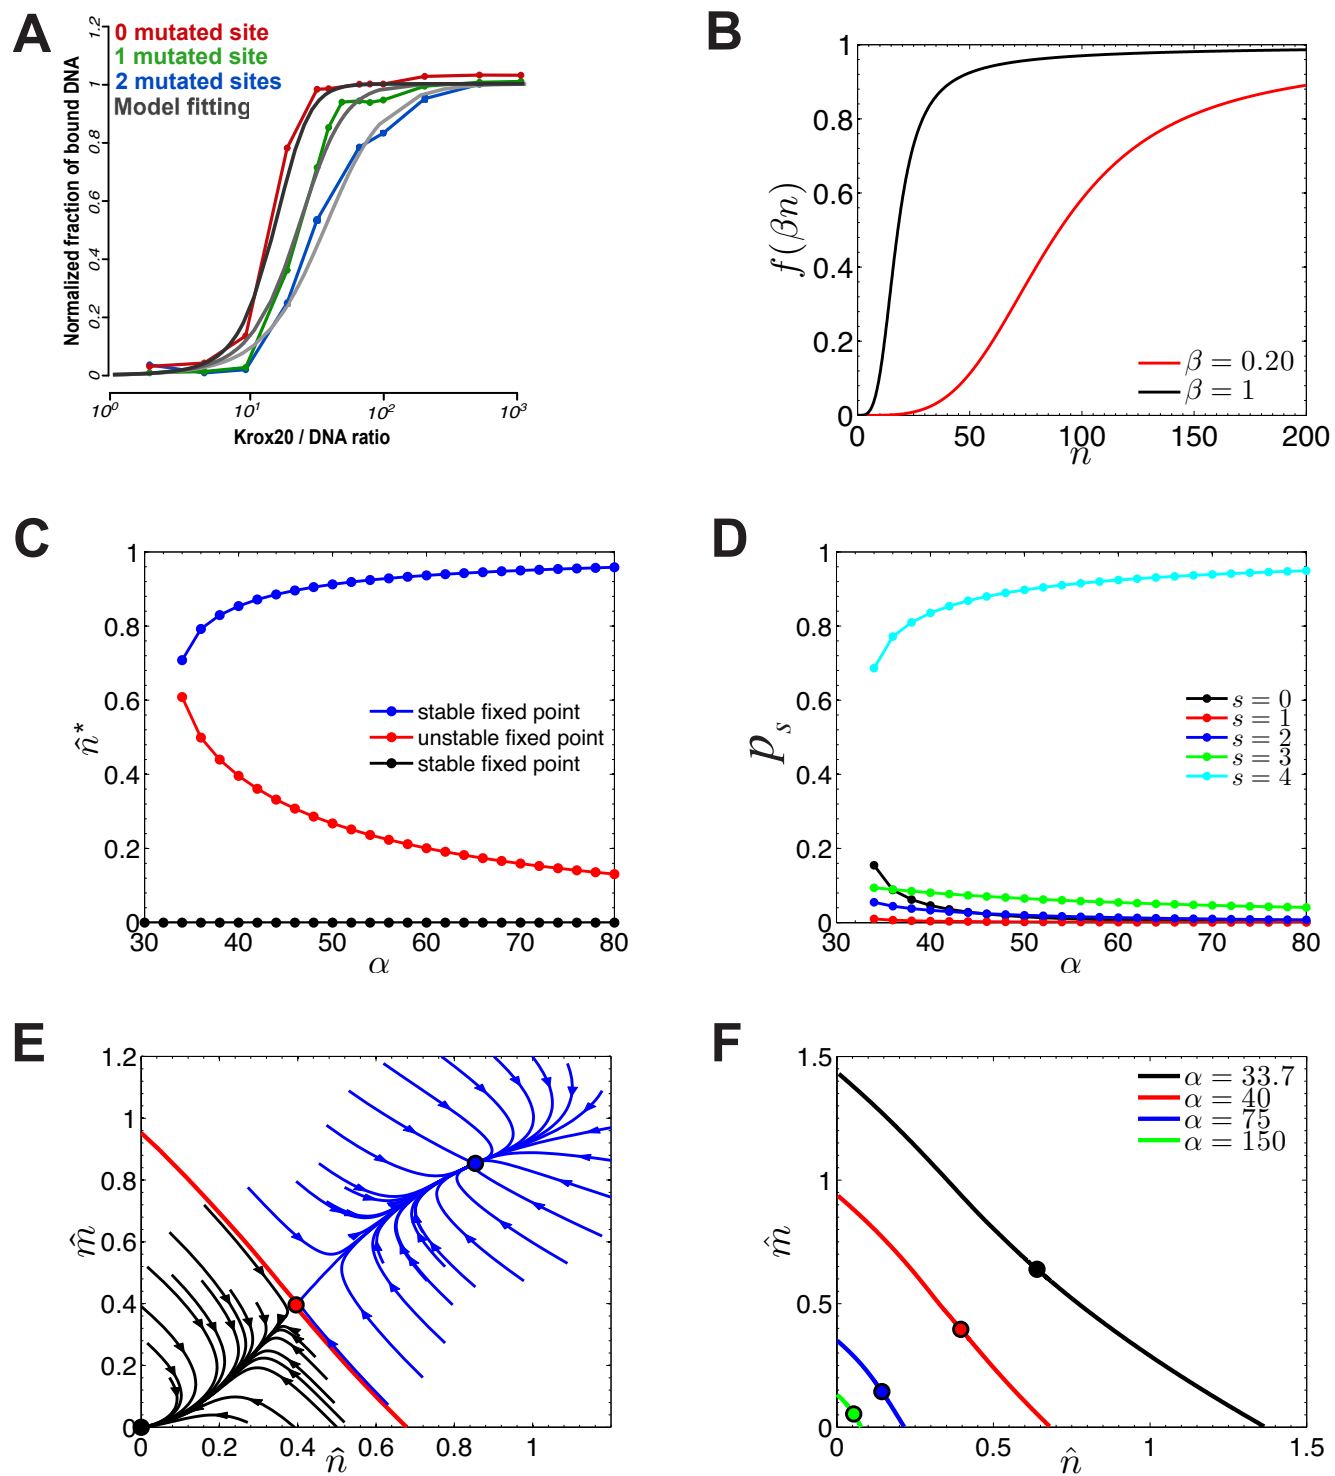 A
0 mutated site
1 mutated site
2 mutated sites
Model fitting
Normalized fraction of bound DNA
1.2
1
0.8
0.6
0.4
0.2
0
10⁰ 10¹ 10² 10³
Krox20 / DNA ratio
B
f(βn)
1
0.8
0.6
0.4
0.2
0
β = 0.20
β = 1
0 50 100 150 200
n
C
n̂*
1
0.8
0.6
0.4
0.2
0
stable fixed point
unstable fixed point
stable fixed point
30 40 50 60 70 80
α
D
p_s
1
0.8
0.6
0.4
0.2
0
s = 0
s = 1
s = 2
s = 3
s = 4
30 40 50 60 70 80
α
E
m̂
1.2
1
0.8
0.6
0.4
0.2
0
0 0.2 0.4 0.6 0.8 1
n̂
F
m̂
1.5
1
0.5
0
α = 33.7
α = 40
α = 75
α = 150
0 0.5 1 1.5
n̂